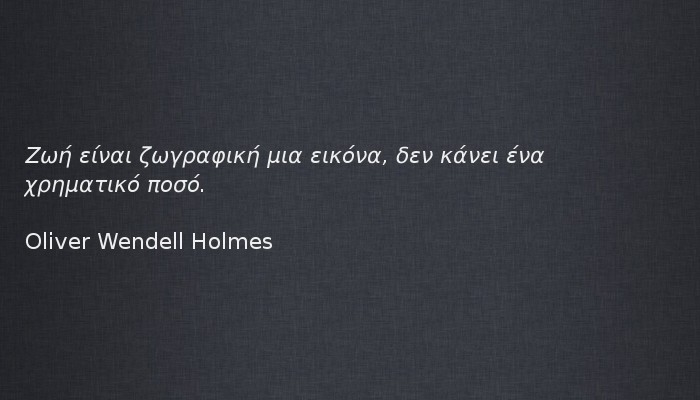 Ζωή είναι ζωγραφική μια εικόνα, δεν κάνει ένα
χρηματικό ποσό.
Oliver Wendell Holmes